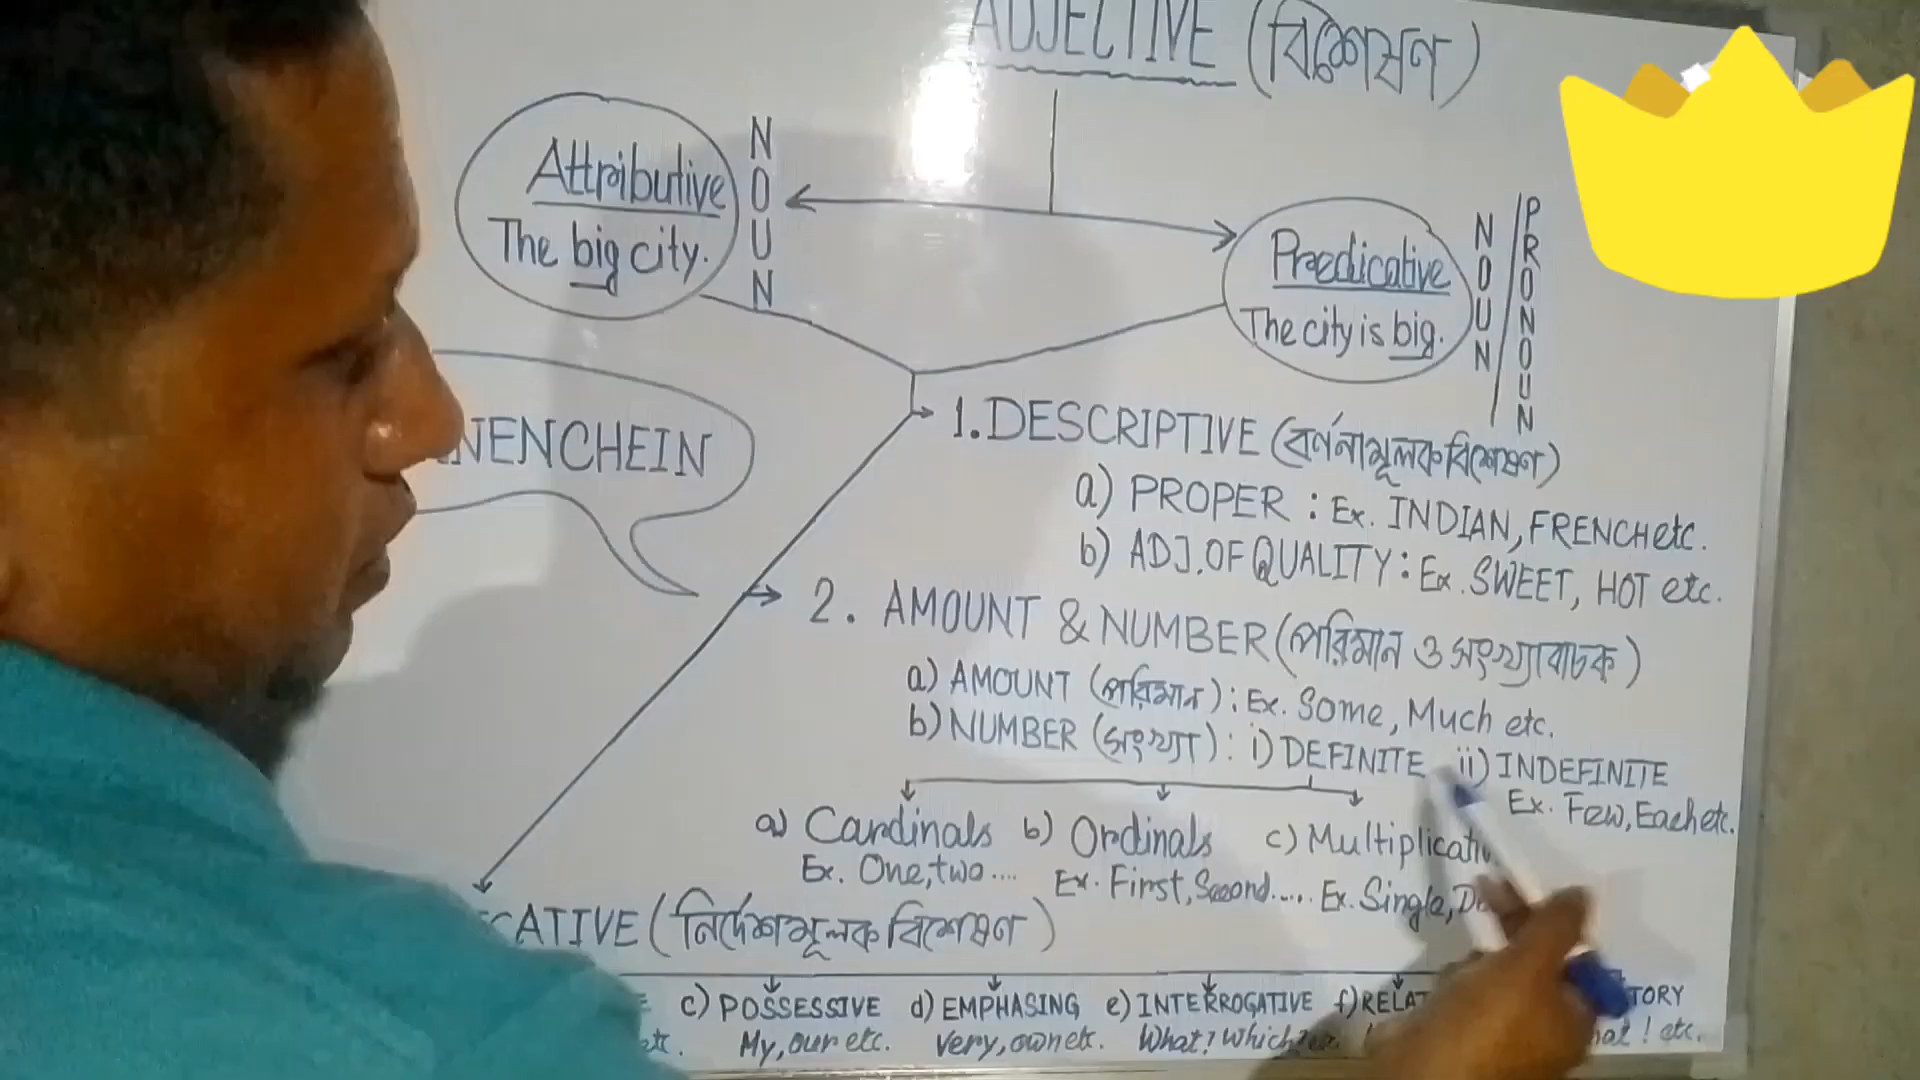 ADJECTIVE (বিশেষণ)
Attributive
The big city.
NOUN
Predicative
The city is big.
NOUN / PRONOUN
NENCHEIN
1. DESCRIPTIVE (বর্ণনামূলক বিশেষণ)
a) PROPER : Ex. INDIAN, FRENCH etc.
b) ADJ. OF QUALITY : Ex. SWEET, HOT etc.
2. AMOUNT & NUMBER (পরিমান ও সংখ্যাবাচক)
a) AMOUNT (পরিমান) : Ex. Some, Much etc.
b) NUMBER (সংখ্যা) : i) DEFINITE ii) INDEFINITE
Ex. Few, Each etc.
a) Cardinals b) Ordinals c) Multiplicativ
Ex. One, two .... Ex. First, Second..... Ex. Single,
CATIVE (নির্দেশমূলক বিশেষণ)
c) POSSESSIVE d) EMPHASING e) INTERROGATIVE f) RELAT TORY
etc. My, our etc. Very, own etc. What? Which? etc.